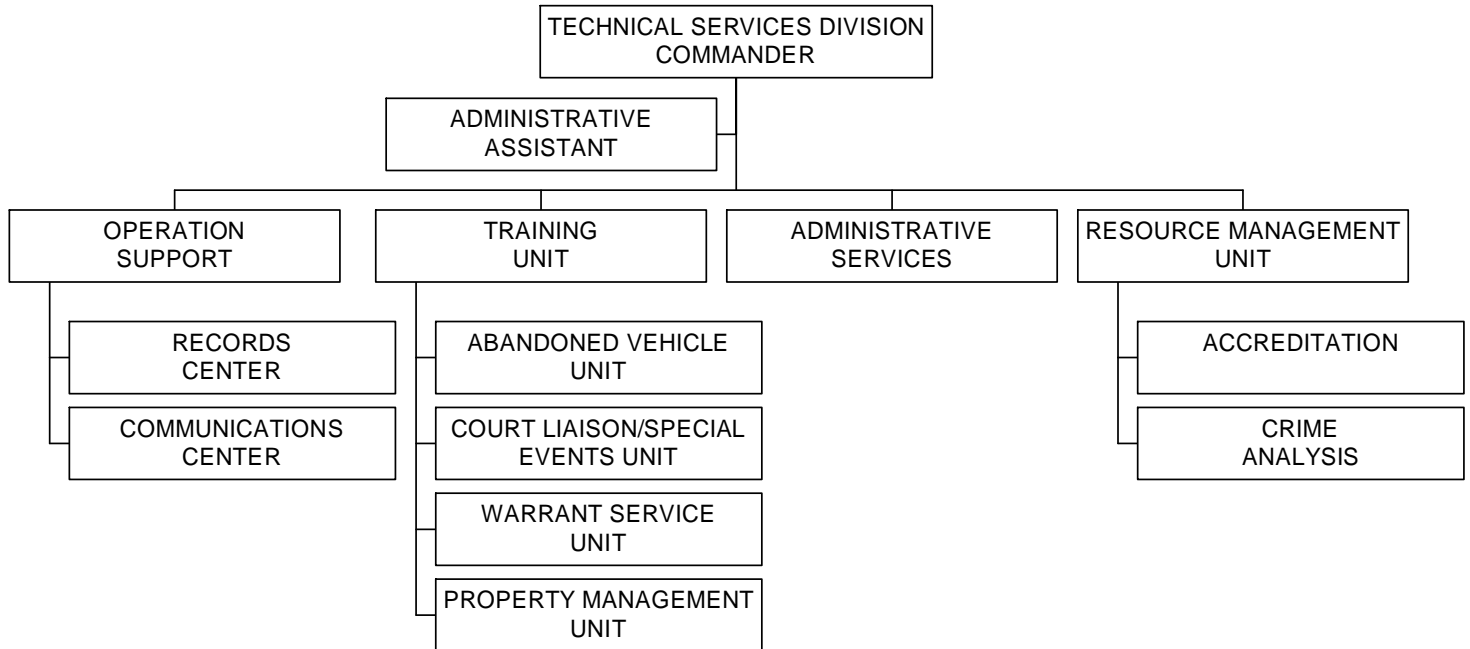 TECHNICAL SERVICES DIVISION
COMMANDER
ADMINISTRATIVE
ASSISTANT
OPERATION
SUPPORT
TRAINING
UNIT
ADMINISTRATIVE
SERVICES
RESOURCE MANAGEMENT
UNIT
RECORDS
CENTER
COMMUNICATIONS
CENTER
ABANDONED VEHICLE
UNIT
COURT LIAISON/SPECIAL
EVENTS UNIT
WARRANT SERVICE
UNIT
PROPERTY MANAGEMENT
UNIT
ACCREDITATION
CRIME
ANALYSIS